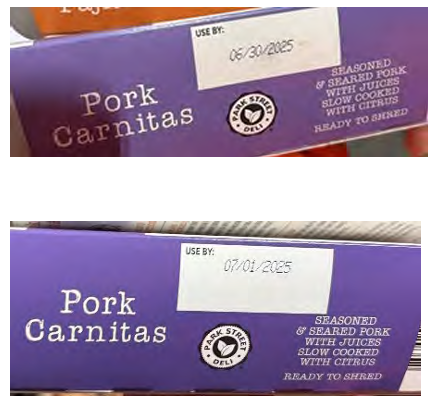 USE BY:
06/30/2025
Pork
Carnitas
PARK STREET
DELI
SEASONED
& SEARED PORK
WITH JUICES
SLOW COOKED
WITH CITRUS
READY TO SHRED
USE BY:
07/01/2025
Pork
Carnitas
PARK STREET
DELI
SEASONED
& SEARED PORK
WITH JUICES
SLOW COOKED
WITH CITRUS
READY TO SHRED